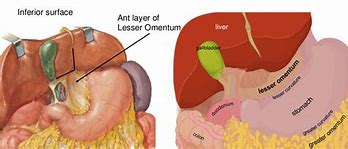 Inferior surface
Ant layer of
Lesser Omentum
liver
gallbladder
lesser omentum
lesser curvature
duodenum
stomach
colon
greater curvature
greater omentum